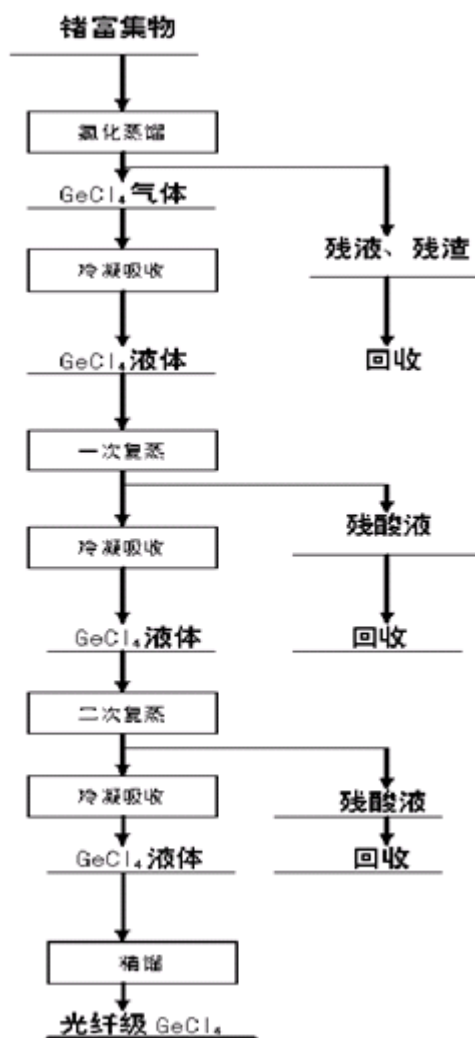 锗富集物
氯化蒸馏
GeCl₄气体
残液、残渣
冷凝吸收
GeCl₄液体
回收
一次复蒸
残酸液
冷凝吸收
GeCl₄液体
回收
二次复蒸
冷凝吸收
残酸液
GeCl₄液体
回收
精馏
光纤级 GeCl₄